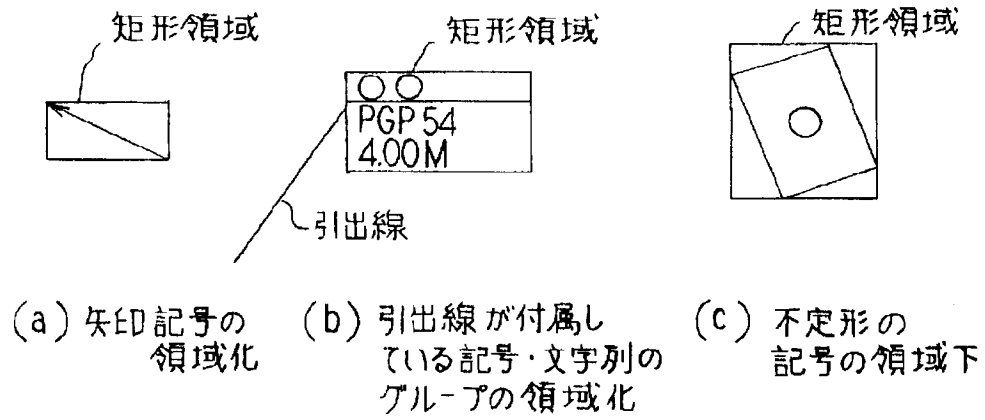 矩形領域
矩形領域
矩形領域
○○
PGP 54
4.00M
引出線
(a) 矢印記号の
領域化
(b) 引出線が付属し
ている記号・文字列の
グループの領域化
(c) 不定形の
記号の領域下